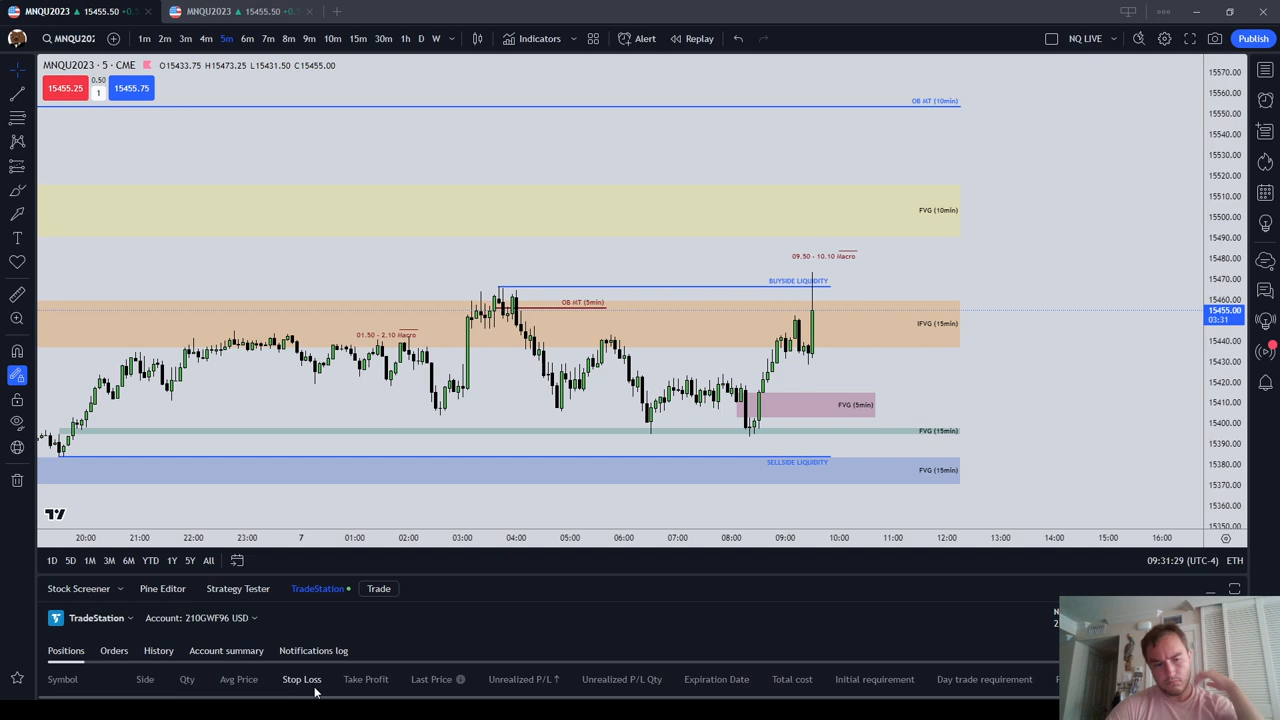 MNQU2023 ▲ 15455.50 +0.5
MNQU2023 ▲ 15455.50 +0.5
MNQU202 1m 2m 3m 4m 5m 6m 7m 8m 9m 10m 15m 30m 1h D W Indicators Alert Replay NQ LIVE Publish
MNQU2023 · 5 · CME O15433.75 H15473.25 L15431.50 C15455.00
15455.25 0.50 1 15455.75
OB MT (10min)
FVG (10min)
09.50 - 10.10 Macro
BUYSIDE LIQUIDITY
OB MT (5min)
IFVG (15min)
01.50 - 2.10 Macro
FVG (5min)
FVG (15min)
SELLSIDE LIQUIDITY
FVG (15min)
15570.00
15560.00
15550.00
15540.00
15530.00
15520.00
15510.00
15500.00
15490.00
15480.00
15470.00
15460.00
15455.00
03:31
15440.00
15430.00
15420.00
15410.00
15400.00
15390.00
15380.00
15370.00
15360.00
15350.00
20:00 21:00 22:00 23:00 7 01:00 02:00 03:00 04:00 05:00 06:00 07:00 08:00 09:00 10:00 11:00 12:00 13:00 14:00 15:00 16:00
1D 5D 1M 3M 6M YTD 1Y 5Y All 09:31:29 (UTC-4) ETH
Stock Screener Pine Editor Strategy Tester TradeStation Trade
TradeStation Account: 210GWF96 USD
Positions Orders History Account summary Notifications log
Symbol Side Qty Avg Price Stop Loss Take Profit Last Price Unrealized P/L Unrealized P/L Qty Expiration Date Total cost Initial requirement Day trade requirement